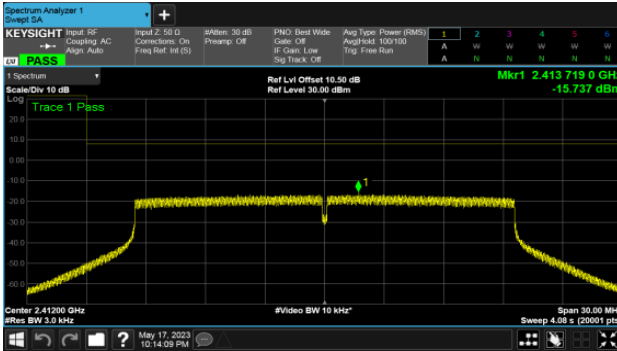 Spectrum Analyzer 1
Swept SA
KEYSIGHT
Input: RF
Coupling: AC
Align: Auto
Input Z: 50 Ω
Corrections: On
Freq Ref: Int (S)
#Atten: 30 dB
Preamp: Off
PNO: Best Wide
Gate: Off
IF Gain: Low
Sig Track: Off
Avg Type: Power (RMS)
Avg|Hold: 100/100
Trig: Free Run
1 2 3 4 5 6
A W W W W W
A N N N N N
LXI PASS
1 Spectrum
Scale/Div 10 dB
Ref Lvl Offset 10.50 dB
Ref Level 30.00 dBm
Mkr1 2.413 719 0 GHz
-15.737 dBm
Log
Trace 1 Pass
20.0
10.0
0.00
-10.0
1
-20.0
-30.0
-40.0
-50.0
-60.0
Center 2.41200 GHz
#Res BW 3.0 kHz
#Video BW 10 kHz*
Span 30.00 MH
Sweep 4.08 s (20001 pts
May 17, 2023
10:14:09 PM